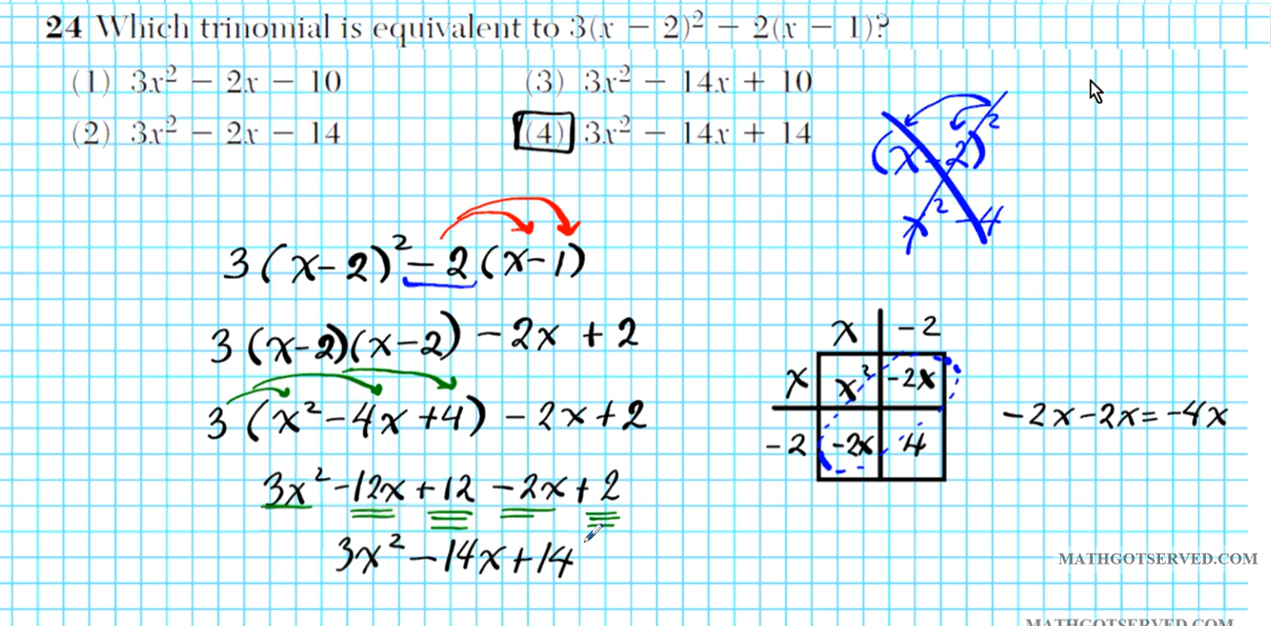 24 Which trinomial is equivalent to 3(x − 2)² − 2(x − 1)?
(1) 3x² − 2x − 10
(3) 3x² − 14x + 10
(2) 3x² − 2x − 14
(4) 3x² − 14x + 14
(x - 2)²
x² -4
3(x-2)² - 2(x-1)
3(x-2)(x-2) - 2x + 2
3(x² - 4x + 4) - 2x + 2
3x² - 12x + 12 - 2x + 2
3x² - 14x + 14
x -2
x x² -2x
-2 -2x 4
-2x-2x=-4x
MATHGOTSERVED.COM
MATHGOTSERVED.COM